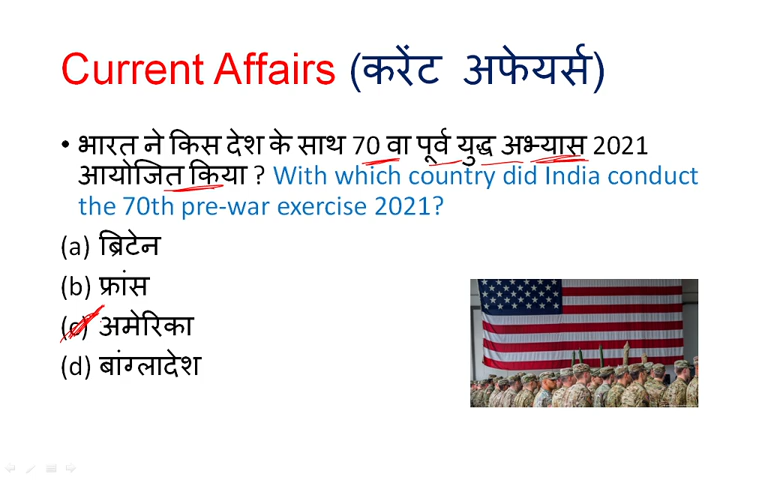 Current Affairs (करेंट अफेयर्स)
• भारत ने किस देश के साथ 70 वा पूर्व युद्ध अभ्यास 2021
आयोजित किया ? With which country did India conduct
the 70th pre-war exercise 2021?
(a) ब्रिटेन
(b) फ्रांस
(c) अमेरिका
(d) बांग्लादेश